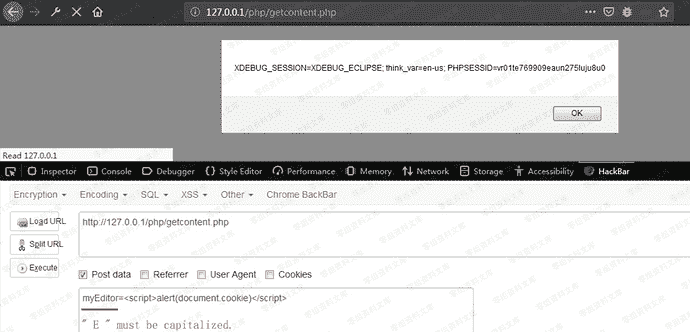 127.0.0.1/php/getcontent.php
XDEBUG_SESSION=XDEBUG_ECLIPSE; think_var=en-us; PHPSESSID=vr01te769909eaun275luju8u0
OK
Read 127.0.0.1
Inspector Console Debugger Style Editor Performance Memory Network Storage Accessibility HackBar
Encryption Encoding SQL XSS Other Chrome BackBar
Load URL
http://127.0.0.1/php/getcontent.php
Split URL
Execute
Post data Referrer User Agent Cookies
myEditor=<script>alert(document.cookie)</script>
" E " must be capitalized.